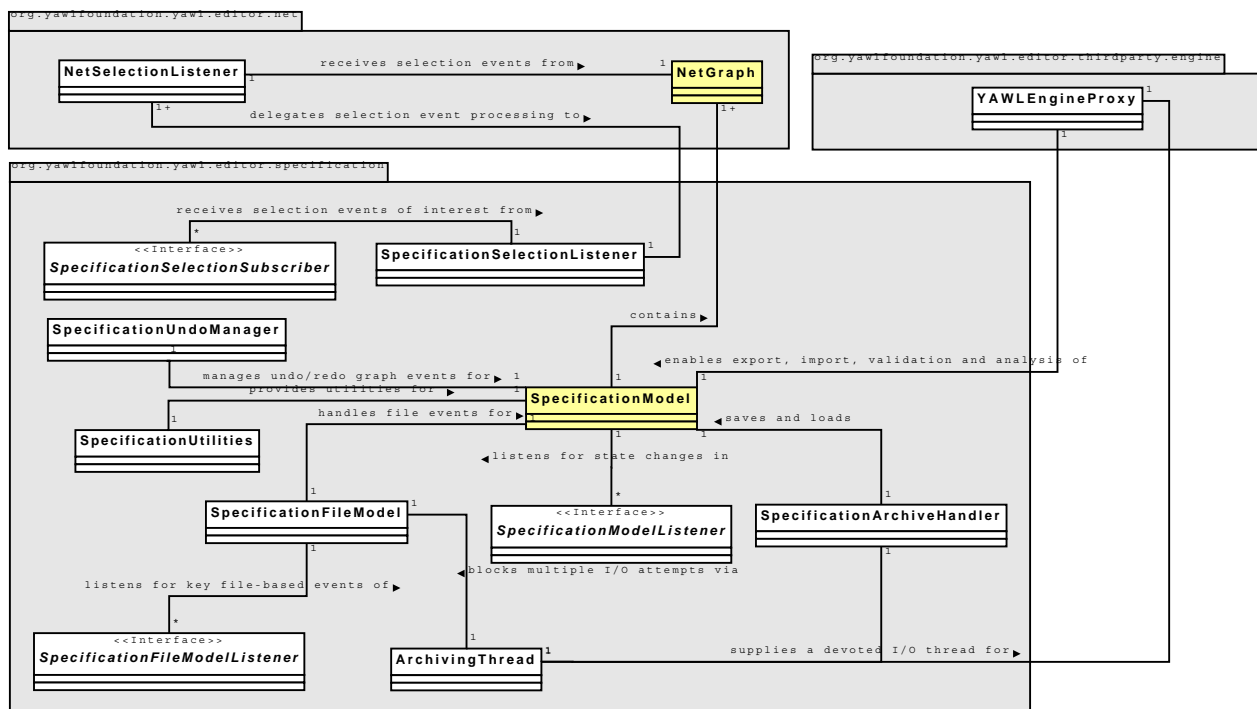 org.yawlfoundation.yawl.editor.net
NetSelectionListener
1
receives selection events from
1
NetGraph
1+
delegates selection event processing to
1+
org.yawlfoundation.yawl.editor.thirdparty.engine
1
YAWLEngineProxy
1
org.yawlfoundation.yawl.editor.specification
receives selection events of interest from
*
1
<<Interface>>
SpecificationSelectionSubscriber
SpecificationSelectionListener
1
contains
SpecificationUndoManager
1
enables export, import, validation and analysis of
manages undo/redo graph events for
1
1
1
provides utilities for
1
SpecificationModel
handles file events for
1
saves and loads
1
SpecificationUtilities
1
1
listens for state changes in
1
1
*
1
SpecificationFileModel
<<Interface>>
SpecificationModelListener
SpecificationArchiveHandler
1
1
listens for key file-based events of
blocks multiple I/O attempts via
*
1
<<Interface>>
SpecificationFileModelListener
ArchivingThread
1
supplies a devoted I/O thread for